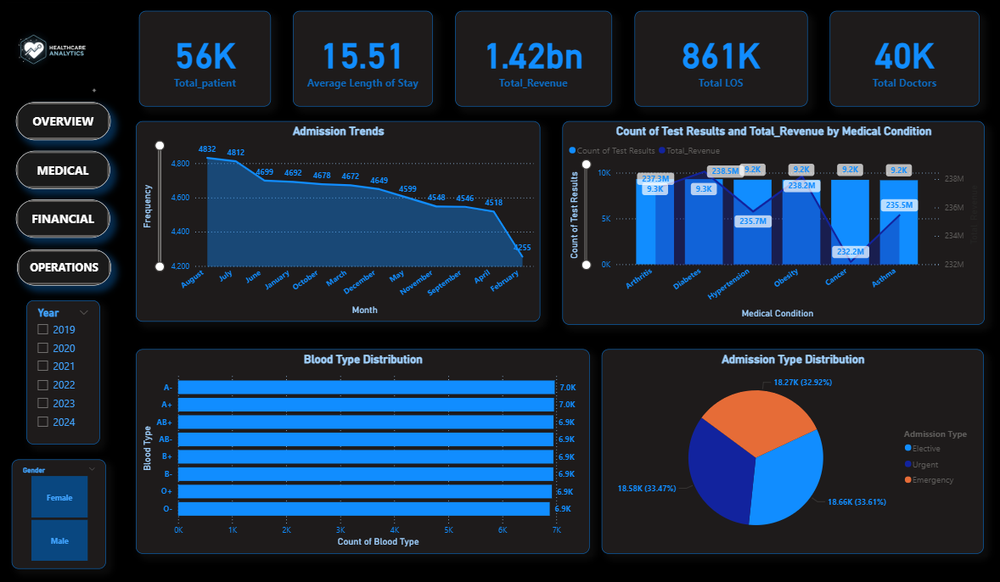 HEALTHCARE
ANALYTICS
56K
Total_patient
15.51
Average Length of Stay
1.42bn
Total_Revenue
861K
Total LOS
40K
Total Doctors
OVERVIEW
MEDICAL
FINANCIAL
OPERATIONS
Year
2019
2020
2021
2022
2023
2024
Gender
Female
Male
Admission Trends
Frequency
4,800
4,600
4,400
4,200
4832
4812
4699
4692
4678
4672
4649
4599
4548
4546
4518
4255
August
July
June
January
October
March
December
May
November
September
April
February
Month
Count of Test Results and Total_Revenue by Medical Condition
Count of Test Results
Total_Revenue
Count of Test Results
10K
5K
0K
237.3M
9.3K
238.5M
9.3K
9.2K
235.7M
9.2K
238.2M
9.2K
232.2M
9.2K
235.5M
238M
236M
234M
232M
Total_Revenue
Arthritis
Diabetes
Hypertension
Obesity
Cancer
Asthma
Medical Condition
Blood Type Distribution
Blood Type
A- 7.0K
A+ 7.0K
AB+ 6.9K
AB- 6.9K
B+ 6.9K
B- 6.9K
O+ 6.9K
O- 6.9K
0K 1K 2K 3K 4K 5K 6K 7K
Count of Blood Type
Admission Type Distribution
18.27K (32.92%)
18.58K (33.47%)
18.66K (33.61%)
Admission Type
Elective
Urgent
Emergency